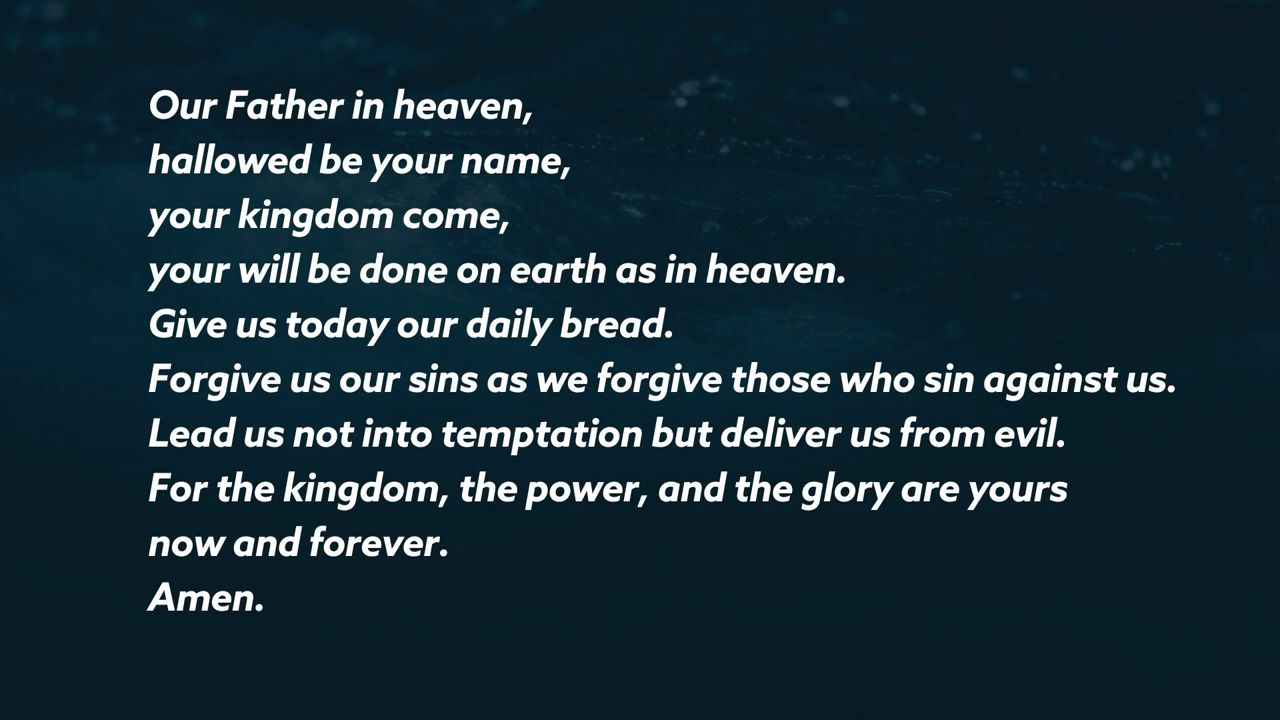 Our Father in heaven,
hallowed be your name,
your kingdom come,
your will be done on earth as in heaven.
Give us today our daily bread.
Forgive us our sins as we forgive those who sin against us.
Lead us not into temptation but deliver us from evil.
For the kingdom, the power, and the glory are yours
now and forever.
Amen.